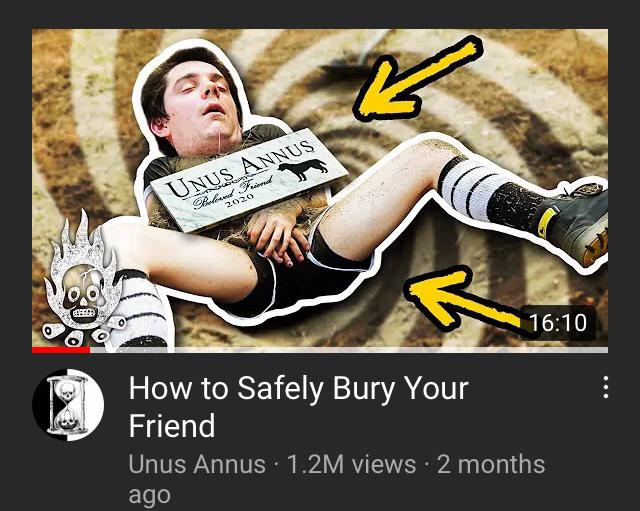 UNUS ANNUS
Beloved Friend
2020
16:10
How to Safely Bury Your
Friend
Unus Annus · 1.2M views · 2 months
ago